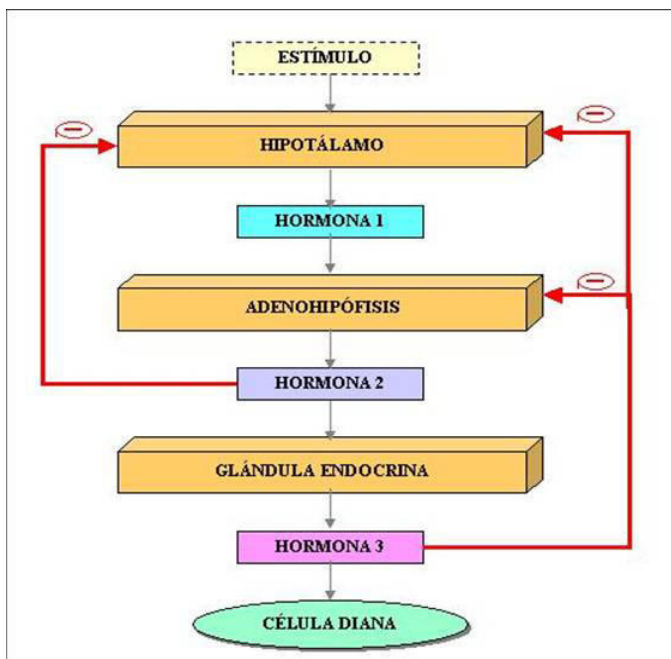 ESTÍMULO
HIPOTÁLAMO
HORMONA 1
ADENOHIPÓFISIS
HORMONA 2
GLÁNDULA ENDOCRINA
HORMONA 3
CÉLULA DIANA